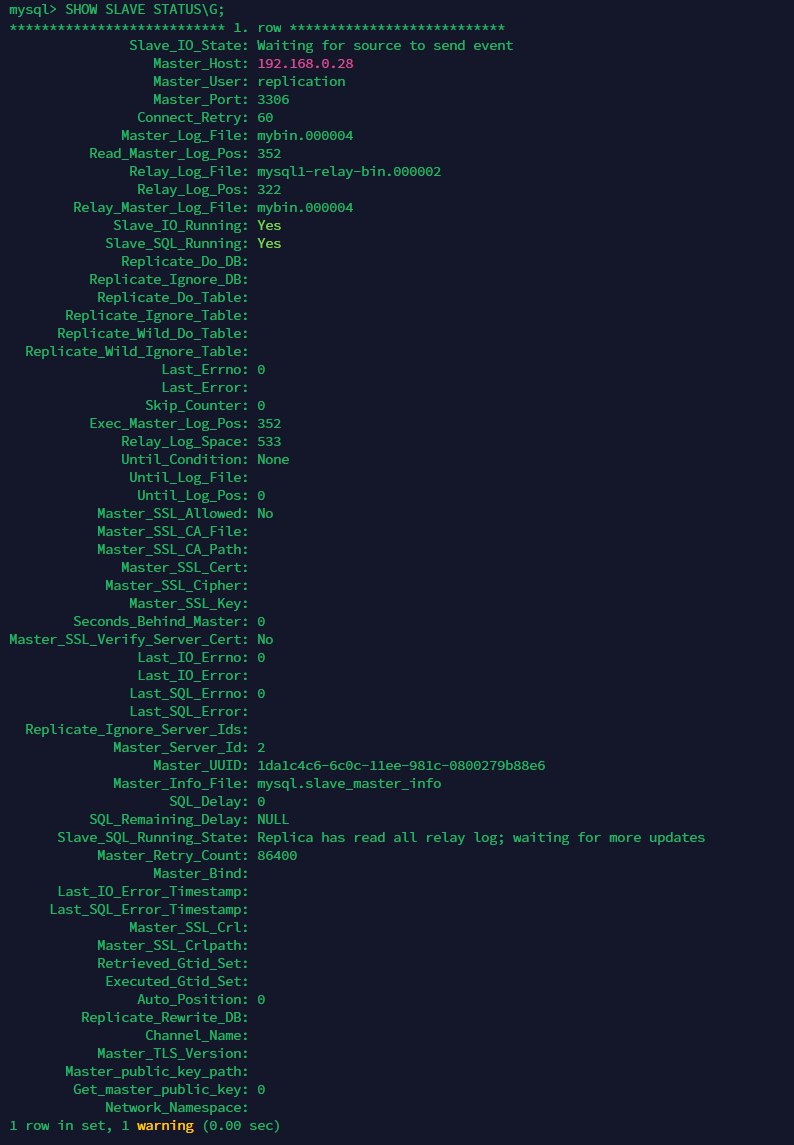 mysql> SHOW SLAVE STATUS\G;
*************************** 1. row ***************************
Slave_IO_State: Waiting for source to send event
Master_Host: 192.168.0.28
Master_User: replication
Master_Port: 3306
Connect_Retry: 60
Master_Log_File: mybin.000004
Read_Master_Log_Pos: 352
Relay_Log_File: mysql1-relay-bin.000002
Relay_Log_Pos: 322
Relay_Master_Log_File: mybin.000004
Slave_IO_Running: Yes
Slave_SQL_Running: Yes
Replicate_Do_DB:
Replicate_Ignore_DB:
Replicate_Do_Table:
Replicate_Ignore_Table:
Replicate_Wild_Do_Table:
Replicate_Wild_Ignore_Table:
Last_Errno: 0
Last_Error:
Skip_Counter: 0
Exec_Master_Log_Pos: 352
Relay_Log_Space: 533
Until_Condition: None
Until_Log_File:
Until_Log_Pos: 0
Master_SSL_Allowed: No
Master_SSL_CA_File:
Master_SSL_CA_Path:
Master_SSL_Cert:
Master_SSL_Cipher:
Master_SSL_Key:
Seconds_Behind_Master: 0
Master_SSL_Verify_Server_Cert: No
Last_IO_Errno: 0
Last_IO_Error:
Last_SQL_Errno: 0
Last_SQL_Error:
Replicate_Ignore_Server_Ids:
Master_Server_Id: 2
Master_UUID: 1da1c4c6-6c0c-11ee-981c-0800279b88e6
Master_Info_File: mysql.slave_master_info
SQL_Delay: 0
SQL_Remaining_Delay: NULL
Slave_SQL_Running_State: Replica has read all relay log; waiting for more updates
Master_Retry_Count: 86400
Master_Bind:
Last_IO_Error_Timestamp:
Last_SQL_Error_Timestamp:
Master_SSL_Crl:
Master_SSL_Crlpath:
Retrieved_Gtid_Set:
Executed_Gtid_Set:
Auto_Position: 0
Replicate_Rewrite_DB:
Channel_Name:
Master_TLS_Version:
Master_public_key_path:
Get_master_public_key: 0
Network_Namespace:
1 row in set, 1 warning (0.00 sec)